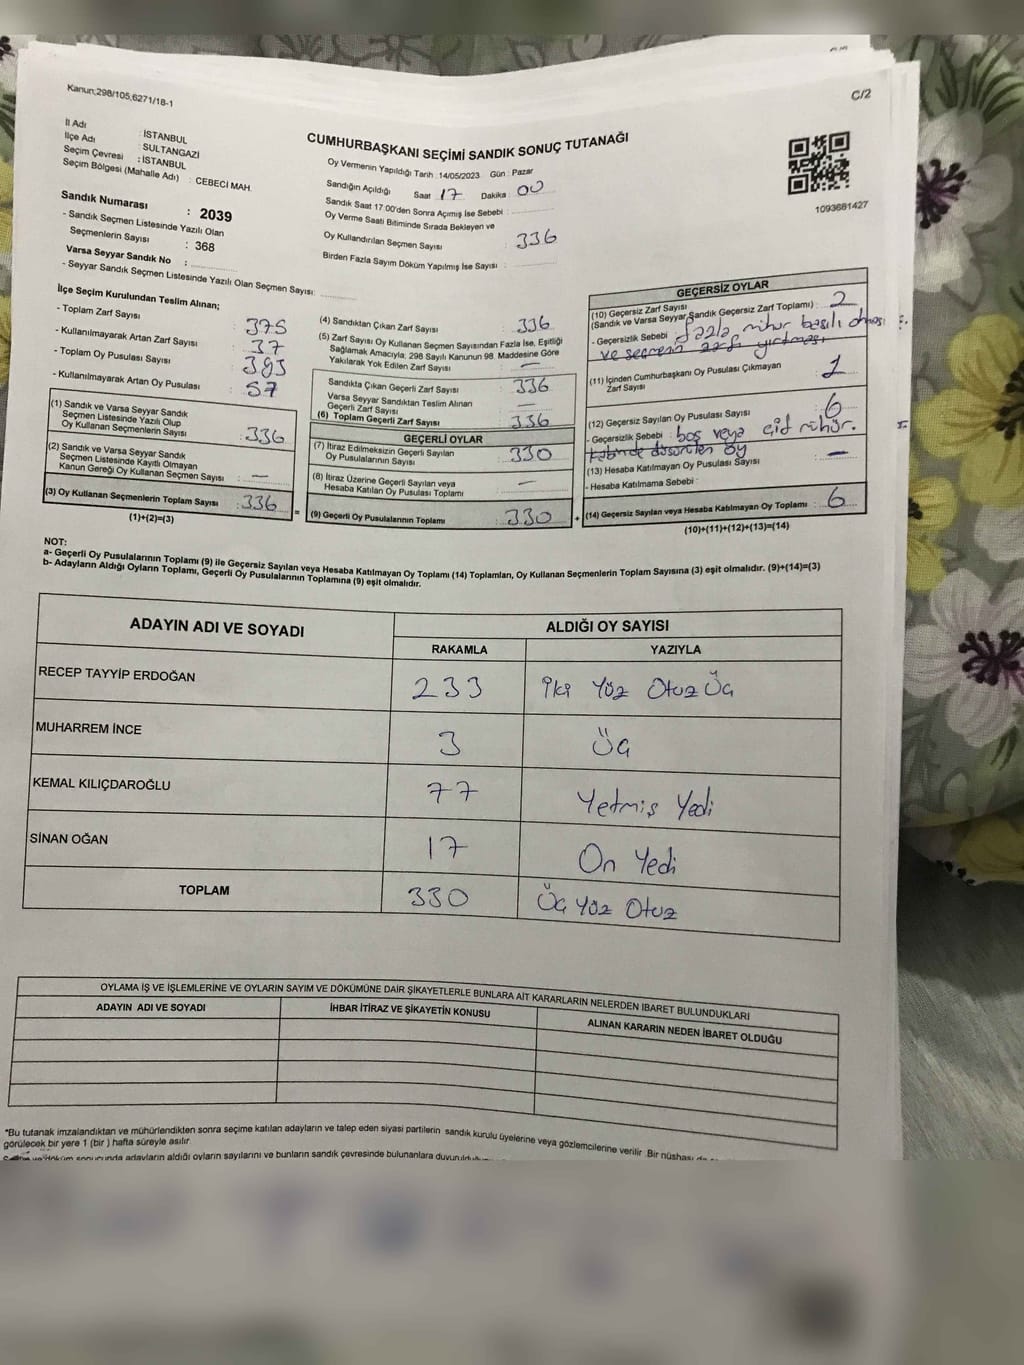 C/2
Kanun;298/105;6271/18-1
CUMHURBAŞKANI SEÇİMİ SANDIK SONUÇ TUTANAĞI
İl Adı : İSTANBUL
İlçe Adı : SULTANGAZİ
Seçim Çevresi : İSTANBUL
Seçim Bölgesi (Mahalle Adı) : CEBECİ MAH.
Sandık Numarası : 2039
- Sandık Seçmen Listesinde Yazılı Olan
Seçmenlerin Sayısı : 368
Varsa Seyyar Sandık No :
- Seyyar Sandık Seçmen Listesinde Yazılı Olan Seçmen Sayısı:
Oy Vermenin Yapıldığı Tarih : 14/05/2023 Gün : Pazar
Sandığın Açıldığı Saat 17 Dakika : 00
Sandık Saat 17.00'den Sonra Açımış İse Sebebi :
Oy Verme Saati Bitiminde Sırada Bekleyen ve
Oy Kullandırılan Seçmen Sayısı : 336
Birden Fazla Sayım Döküm Yapılmış İse Sayısı :
1093681427
İlçe Seçim Kurulundan Teslim Alınan;
- Toplam Zarf Sayısı : 375
- Kullanılmayarak Artan Zarf Sayısı : 37
- Toplam Oy Pusulası Sayısı : 393
- Kullanılmayarak Artan Oy Pusulası : 57
(1) Sandık ve Varsa Seyyar Sandık
Seçmen Listesinde Yazılı Olup
Oy Kullanan Seçmenlerin Sayısı : 336
(2) Sandık ve Varsa Seyyar Sandık
Seçmen Listesinde Kayıtlı Olmayan
Kanun Gereği Oy Kullanan Seçmen Sayısı : —
(3) Oy Kullanan Seçmenlerin Toplam Sayısı : 336
(1)+(2)=(3)
=
(4) Sandıktan Çıkan Zarf Sayısı : 336
(5) Zarf Sayısı Oy Kullanan Seçmen Sayısından Fazla İse, Eşitliği
Sağlamak Amacıyla; 298 Sayılı Kanunun 98. Maddesine Göre
Yakılarak Yok Edilen Zarf Sayısı : —
Sandıkta Çıkan Geçerli Zarf Sayısı : 336
Varsa Seyyar Sandıktan Teslim Alınan
Geçerli Zarf Sayısı : —
(6) Toplam Geçerli Zarf Sayısı : 336
GEÇERLİ OYLAR
(7) İtiraz Edilmeksizin Geçerli Sayılan
Oy Pusulalarının Sayısı : 330
(8) İtiraz Üzerine Geçerli Sayılan veya
Hesaba Katılan Oy Pusulası Toplamı : —
(9) Geçerli Oy Pusulalarının Toplamı : 330
+
GEÇERSİZ OYLAR
(10) Geçersiz Zarf Sayısı
(Sandık ve Varsa Seyyar Sandık Geçersiz Zarf Toplamı) : 2
- Geçersizlik Sebebi : fazla mühür basılı olması
ve seçmenin zarfı yırtması
(11) İçinden Cumhurbaşkanı Oy Pusulası Çıkmayan
Zarf Sayısı : 1
(12) Geçersiz Sayılan Oy Pusulası Sayısı : 6
- Geçersizlik Sebebi : boş veya çift mühür.
kabinde düşürülen oy
(13) Hesaba Katılmayan Oy Pusulası Sayısı : —
- Hesaba Katılmama Sebebi :
(14) Geçersiz Sayılan veya Hesaba Katılmayan Oy Toplamı : 6
(10)+(11)+(12)+(13)=(14)
NOT:
a- Geçerli Oy Pusulalarının Toplamı (9) ile Geçersiz Sayılan veya Hesaba Katılmayan Oy Toplamı (14) Toplamları, Oy Kullanan Seçmenlerin Toplam Sayısına (3) eşit olmalıdır. (9)+(14)=(3)
b- Adayların Aldığı Oyların Toplamı, Geçerli Oy Pusulalarının Toplamına (9) eşit olmalıdır.
ADAYIN ADI VE SOYADI
ALDIĞI OY SAYISI
RAKAMLA YAZIYLA
RECEP TAYYİP ERDOĞAN 233 İki Yüz Otuz Üç
MUHARREM İNCE 3 Üç
KEMAL KILIÇDAROĞLU 77 Yetmiş Yedi
SİNAN OĞAN 17 On Yedi
TOPLAM 330 Üç Yüz Otuz
OYLAMA İŞ VE İŞLEMLERİNE VE OYLARIN SAYIM VE DÖKÜMÜNE DAİR ŞİKAYETLERLE BUNLARA AİT KARARLARIN NELERDEN İBARET BULUNDUKLARI
ADAYIN ADI VE SOYADI İHBAR İTİRAZ VE ŞİKAYETİN KONUSU ALINAN KARARIN NEDEN İBARET OLDUĞU
*Bu tutanak imzalandıktan ve mühürlendikten sonra seçime katılan adayların ve talep eden siyasi partilerin sandık kurulu üyelerine veya gözlemcilerine verilir. Bir nüshası da
görülecek bir yere 1 (bir ) hafta süreyle asılır.
sonucunda adayların aldığı oyların sayılarını ve bunların sandık çevresinde bulunanlara